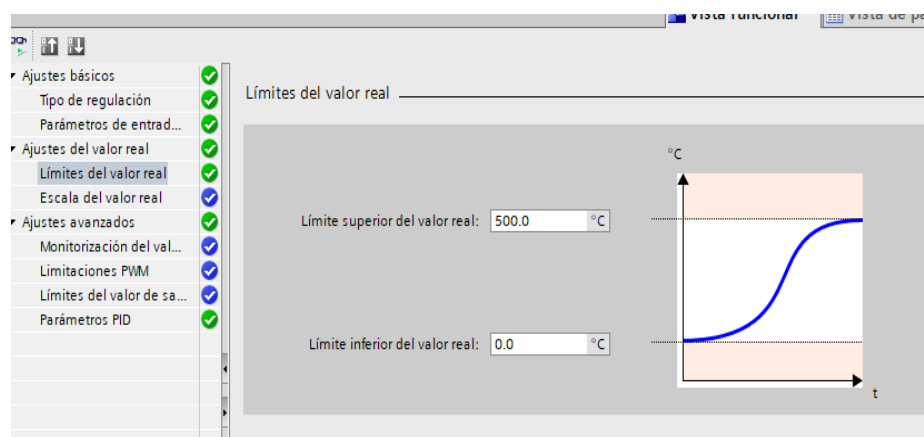 Vista funcional
Vista de pa
Ajustes básicos
Tipo de regulación
Parámetros de entrad...
Ajustes del valor real
Límites del valor real
Escala del valor real
Ajustes avanzados
Monitorización del val...
Limitaciones PWM
Límites del valor de sa...
Parámetros PID
Límites del valor real
°C
Límite superior del valor real: 500.0 °C
Límite inferior del valor real: 0.0 °C
t